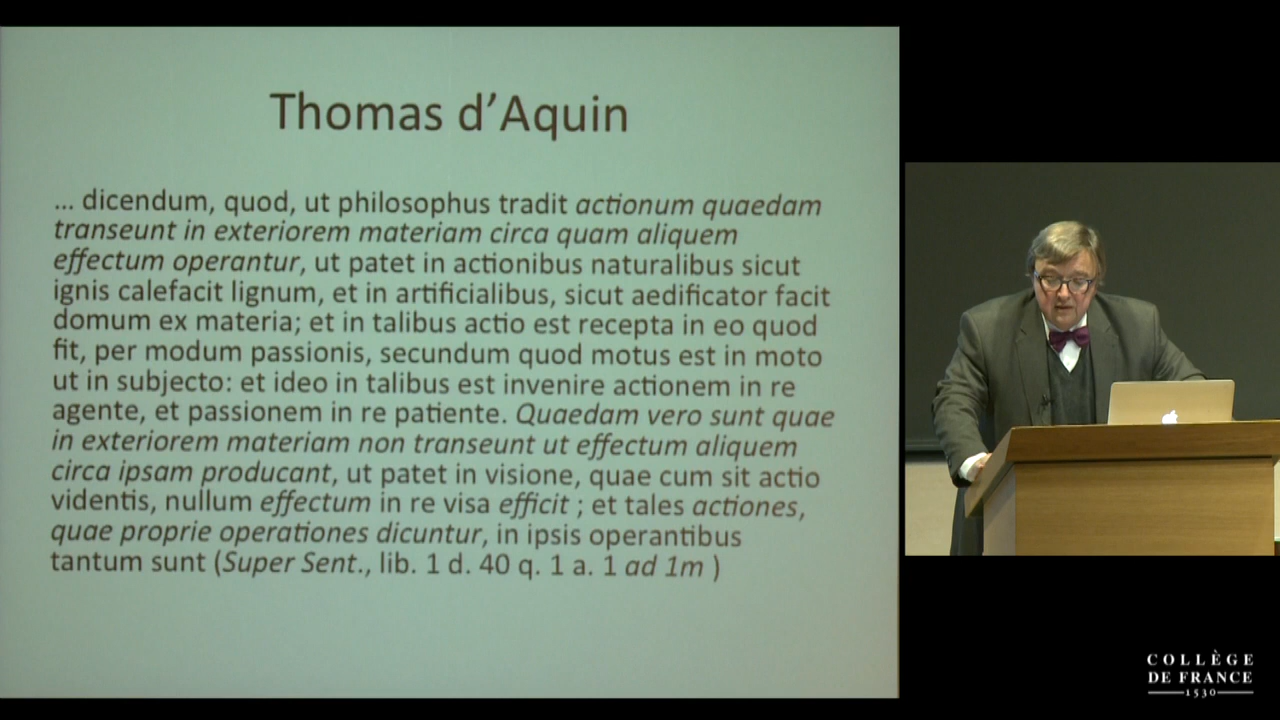 Thomas d’Aquin
... dicendum, quod, ut philosophus tradit actionum quaedam
transeunt in exteriorem materiam circa quam aliquem
effectum operantur, ut patet in actionibus naturalibus sicut
ignis calefacit lignum, et in artificialibus, sicut aedificator facit
domum ex materia; et in talibus actio est recepta in eo quod
fit, per modum passionis, secundum quod motus est in moto
ut in subjecto: et ideo in talibus est invenire actionem in re
agente, et passionem in re patiente. Quaedam vero sunt quae
in exteriorem materiam non transeunt ut effectum aliquem
circa ipsam producant, ut patet in visione, quae cum sit actio
videntis, nullum effectum in re visa efficit ; et tales actiones,
quae proprie operationes dicuntur, in ipsis operantibus
tantum sunt (Super Sent., lib. 1 d. 40 q. 1 a. 1 ad 1m )
COLLÈGE
DE FRANCE
1530